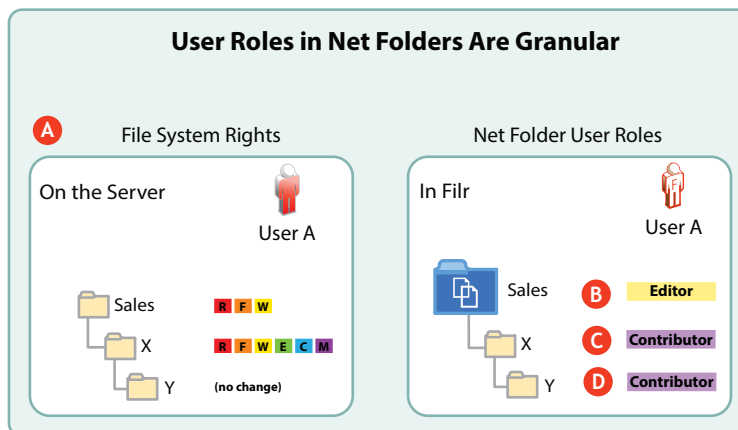 User Roles in Net Folders Are Granular
A File System Rights
Net Folder User Roles
On the Server
User A
Sales R F W
X R F W E C M
Y (no change)
In Filr
F
User A
Sales B Editor
X C Contributor
Y D Contributor